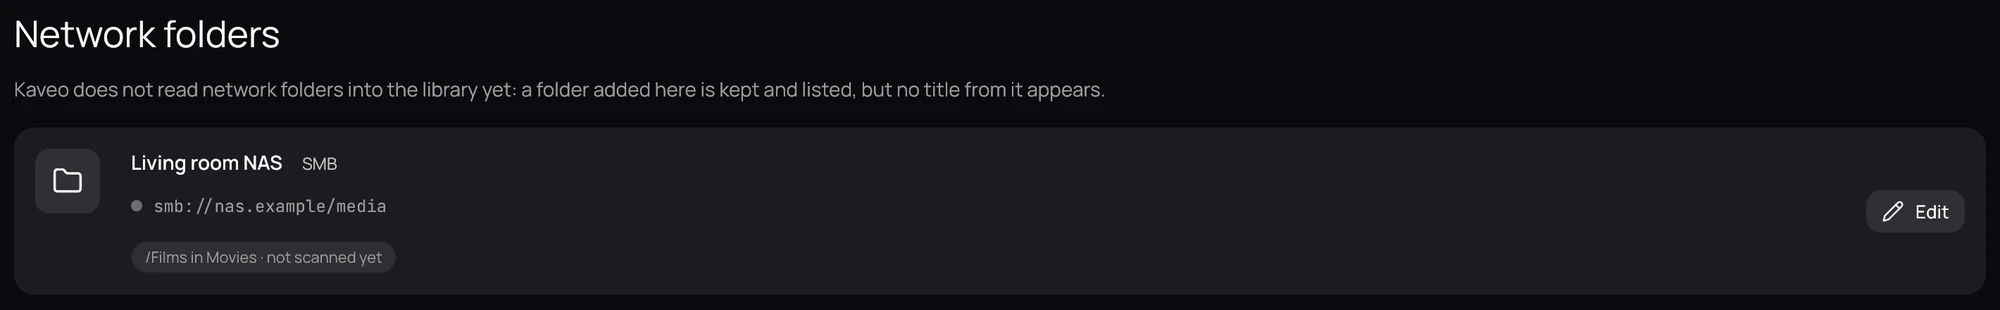 Network folders
Kaveo does not read network folders into the library yet: a folder added here is kept and listed, but no title from it appears.
Living room NAS SMB
smb://nas.example/media
Edit
/Films in Movies · not scanned yet